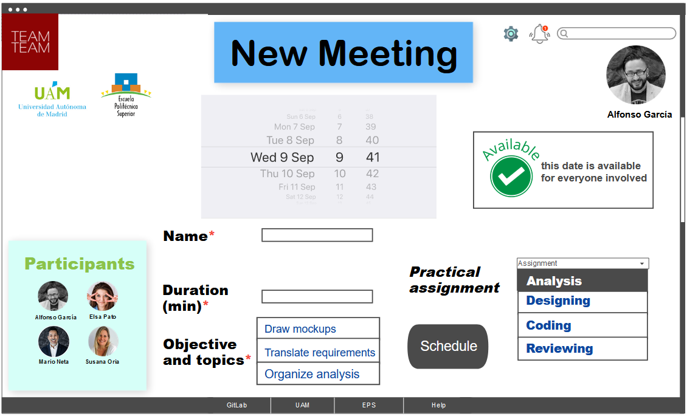 TEAM
TEAM
New Meeting
UAM
Universidad Autónoma
de Madrid
Escuela
Politécnica
Superior
Alfonso García
Sun 6 Sep 6 38
Mon 7 Sep 7 39
Tue 8 Sep 8 40
Wed 9 Sep 9 41
Thu 10 Sep 10 42
Fri 11 Sep 11 43
Sat 12 Sep 12 44
Available
this date is available
for everyone involved
Name*
Participants
Alfonso García
Elsa Pato
Mario Neta
Susana Oria
Duration
(min)*
Objective
and topics*
Draw mockups
Translate requirements
Organize analysis
Practical
assignment
Schedule
Assignment
Analysis
Designing
Coding
Reviewing
GitLab UAM EPS Help